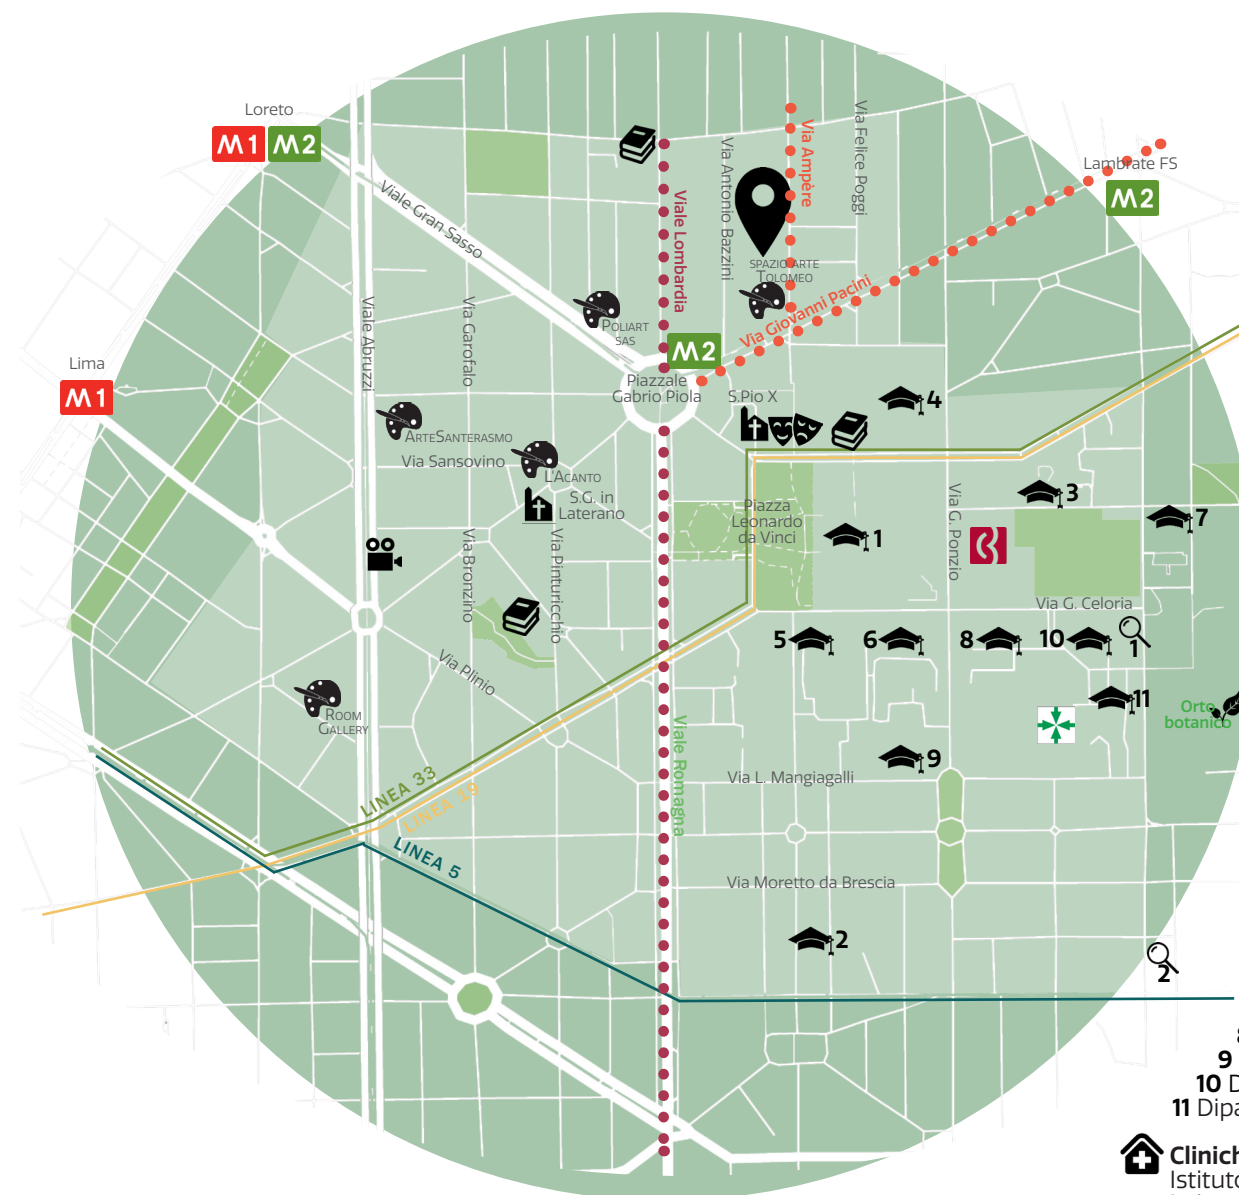 Loreto
M1 M2
Viale Gran Sasso
Viale Lombardia
Via Antonio Bazzini
Via Ampère
Via Felice Poggi
Lambrate FS
M2
SPAZIO ARTE
TOLOMEO
Via Giovanni Pacini
POLIART
SAS
M2
Piazzale
Gabrio Piola
S.Pio X
4
Lima
M1
Viale Abruzzi
Via Garofalo
ARTESANTERASMO
Via Sansovino
L'ACANTO
S.G. in
Laterano
Via Bronzino
Via Pinturicchio
Piazza
Leonardo
da Vinci
1
Via G. Ponzio
3
7
Via G. Celoria
5
6
8
10
1
11
Orto
botanico
Via Plinio
ROOM
GALLERY
9
Viale Romagna
Via L. Mangiagalli
LINEA 33
LINEA 19
LINEA 5
Via Moretto da Brescia
2
2
9
10 D
11 Dipa
Clinich
Istituto